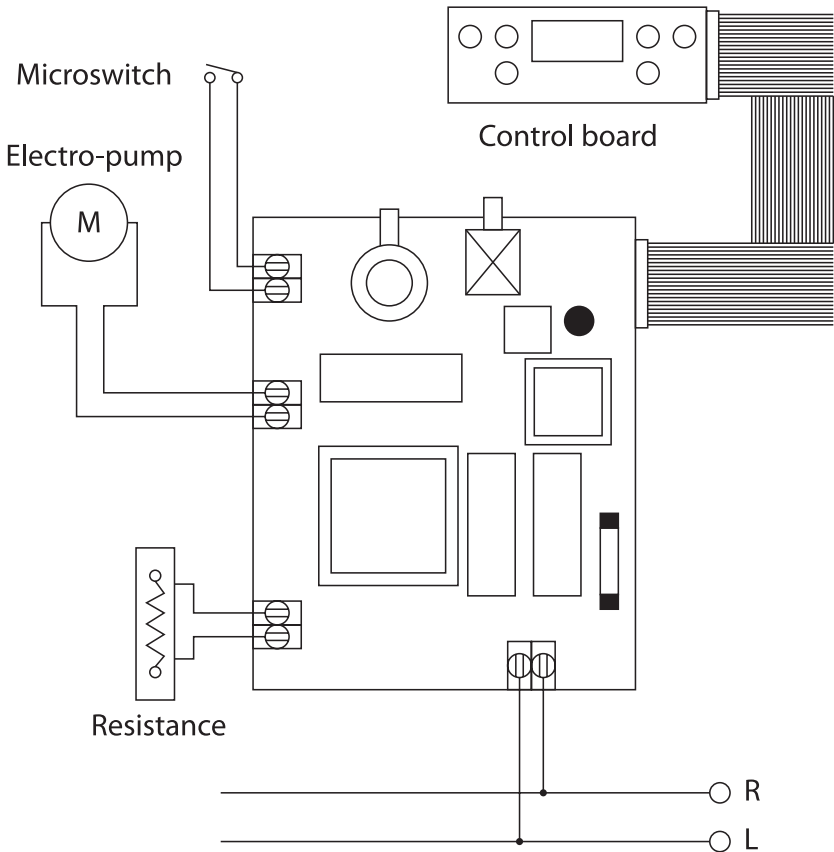 Microswitch
Control board
Electro-pump
M
Resistance
R
L